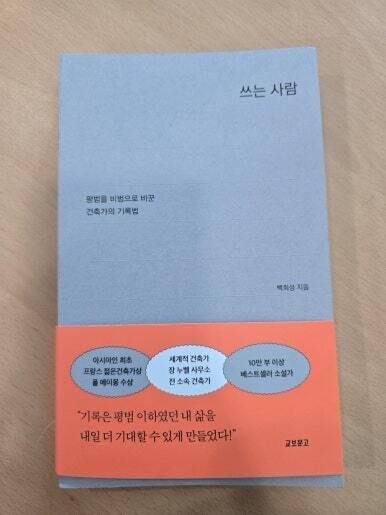 쓰는 사람
평범을 비범으로 바꾼
건축가의 기록법
백희성 지음
아시아인 최초
프랑스 젊은건축가상
폴 메이몽 수상
세계적 건축가
장 누벨 사무소
전 소속 건축가
10만 부 이상
베스트셀러 소설가
“기록은 평범 이하였던 내 삶을
내일 더 기대할 수 있게 만들었다!”
교보문고